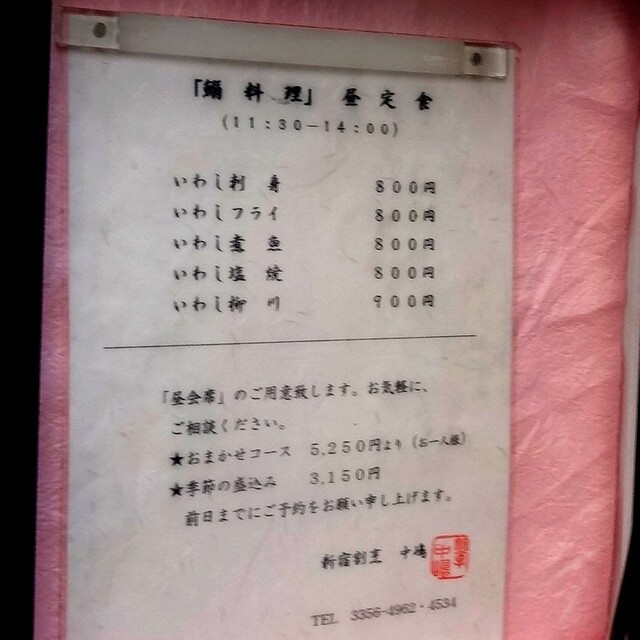 「鰯 料 理」 昼 定 食
(11:30－14:00)
いわし刺 身 800円
いわしフライ 800円
いわし煮 魚 800円
いわし塩 焼 800円
いわし柳 川 900円
「昼会席」のご用意致します。お気軽に、
ご相談ください。
★おまかせコース 5,250円より（お一人様）
★季節の盛込み 3,150円
前日までにご予約をお願い申し上げます。
新宿割烹 中嶋
TEL 3356-4962・4534